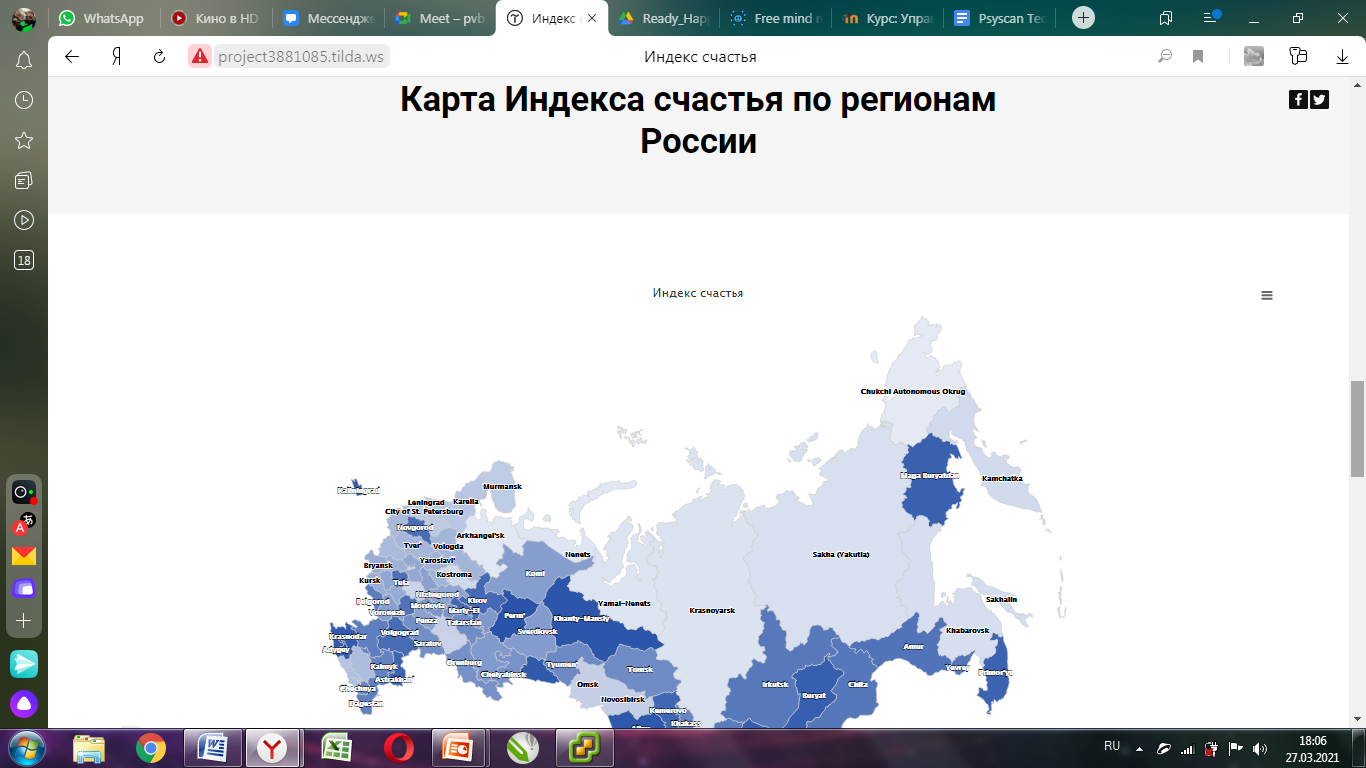 WhatsApp
Кино в HD
Мессендже
Meet – pvb
Индекс с
Ready_Hap
Free mind m
Курс: Упра
Psyscan Tec
project3881085.tilda.ws
Индекс счастья
Карта Индекса счастья по регионам
России
18
Индекс счастья
Chukchi Autonomous Okrug
Maga Buryatdan
Kamchatka
Kaliningrad
Murmansk
Leningrad
Karelia
City of St. Petersburg
Novgorod
Arkhangel'sk
Tver'
Vologda
Nenets
Sakha (Yakutia)
Bryansk
Yaroslavl'
Kursk
Tula
Kostroma
Komi
Belgorod
Nizhegorod
Kirov
Yamal-Nenets
Krasnoyarsk
Sakhalin
Voronezh
Mordovia
Mariy-El
Perm'
Khanty-Mansiy
Penza
Tatarstan
Krasnodar
Volgograd
Sverdlovsk
Khabarovsk
Adygey
Saratov
Amur
Kalmyk
Orenburg
Tyumen'
Tomsk
Yevrey
Primor'ye
Astrakhan'
Chelyabinsk
Chechnya
Omsk
Irkutsk
Chita
Dagestan
Novosibirsk
Buryat
Kemerovo
Khakass
RU
18:06
27.03.2021